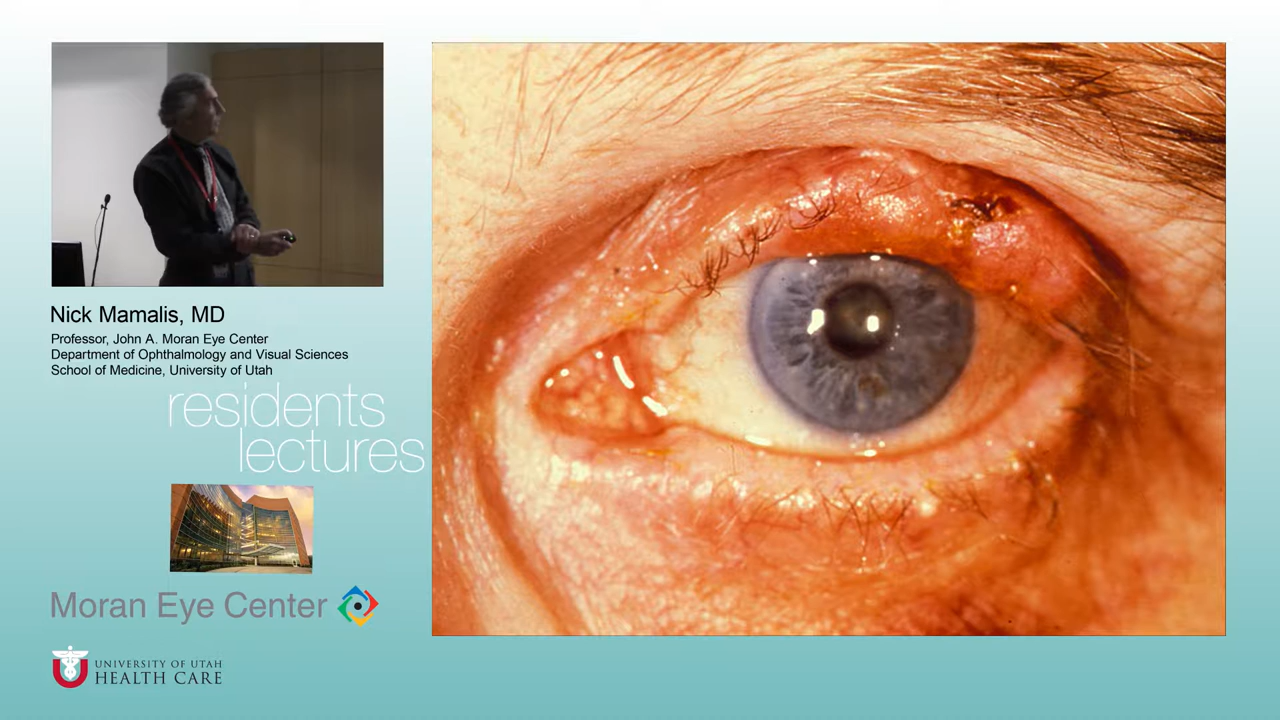 Nick Mamalis, MD
Professor, John A. Moran Eye Center
Department of Ophthalmology and Visual Sciences
School of Medicine, University of Utah
residents
lectures
Moran Eye Center
UNIVERSITY OF UTAH
HEALTH CARE